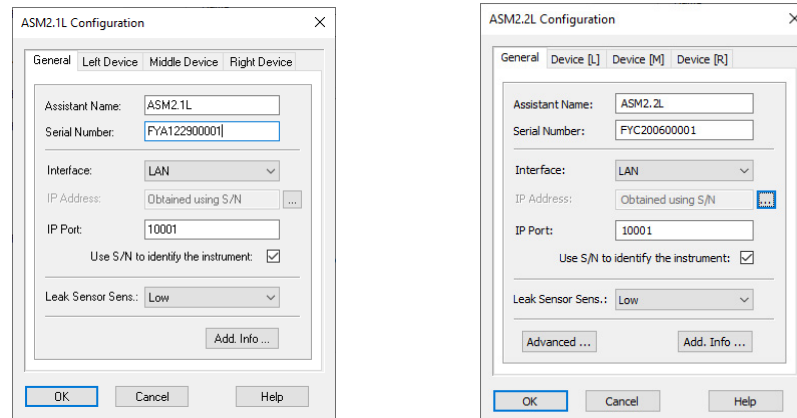 ASM2.1L Configuration
General Left Device Middle Device Right Device
Assistant Name: ASM2.1L
Serial Number: FYA122900001
Interface: LAN
IP Address: Obtained using S/N ...
IP Port: 10001
Use S/N to identify the instrument:
Leak Sensor Sens.: Low
Add. Info ...
OK Cancel Help
ASM2.2L Configuration
General Device [L] Device [M] Device [R]
Assistant Name: ASM2.2L
Serial Number: FYC200600001
Interface: LAN
IP Address: Obtained using S/N ...
IP Port: 10001
Use S/N to identify the instrument:
Leak Sensor Sens.: Low
Advanced ... Add. Info ...
OK Cancel Help